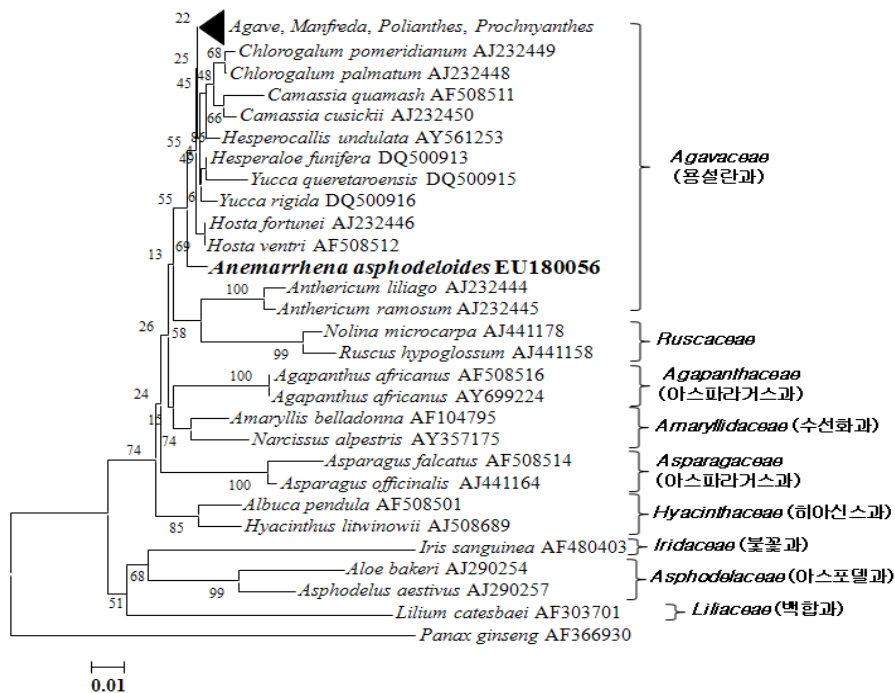 22
Agave, Manfreda, Polianthes, Prochnyanthes
68
Chlorogalum pomeridianum AJ232449
25
48
Chlorogalum palmatum AJ232448
45
Camassia quamash AF508511
66
Camassia cusickii AJ232450
55
86
Hesperocallis undulata AY561253
4
49
Hesperaloe funifera DQ500913
Agavaceae
(용설란과)
Yucca queretaroensis DQ500915
55
6
Yucca rigida DQ500916
Hosta fortunei AJ232446
69
Hosta ventri AF508512
13
Anemarrhena asphodeloides EU180056
100
Anthericum liliago AJ232444
Anthericum ramosum AJ232445
26
58
Nolina microcarpa AJ441178
Ruscaceae
99
Ruscus hypoglossum AJ441158
100
Agapanthus africanus AF508516
Agapanthaceae
(아스파라거스과)
24
Agapanthus africanus AY699224
15
Amaryllis belladonna AF104795
Amaryllidaceae (수선화과)
74
74
Narcissus alpestris AY357175
Asparagus falcatus AF508514
Asparagaceae
(아스파라거스과)
100
Asparagus officinalis AJ441164
Albuca pendula AF508501
Hyacinthaceae (히아신스과)
85
Hyacinthus litwinowii AJ508689
Iris sanguinea AF480403
Iridaceae (붗꽃과)
68
Aloe bakeri AJ290254
Asphodelaceae (아스포델과)
99
Asphodelus aestivus AJ290257
51
Lilium catesbaei AF303701
Liliaceae (백합과)
Panax ginseng AF366930
0.01